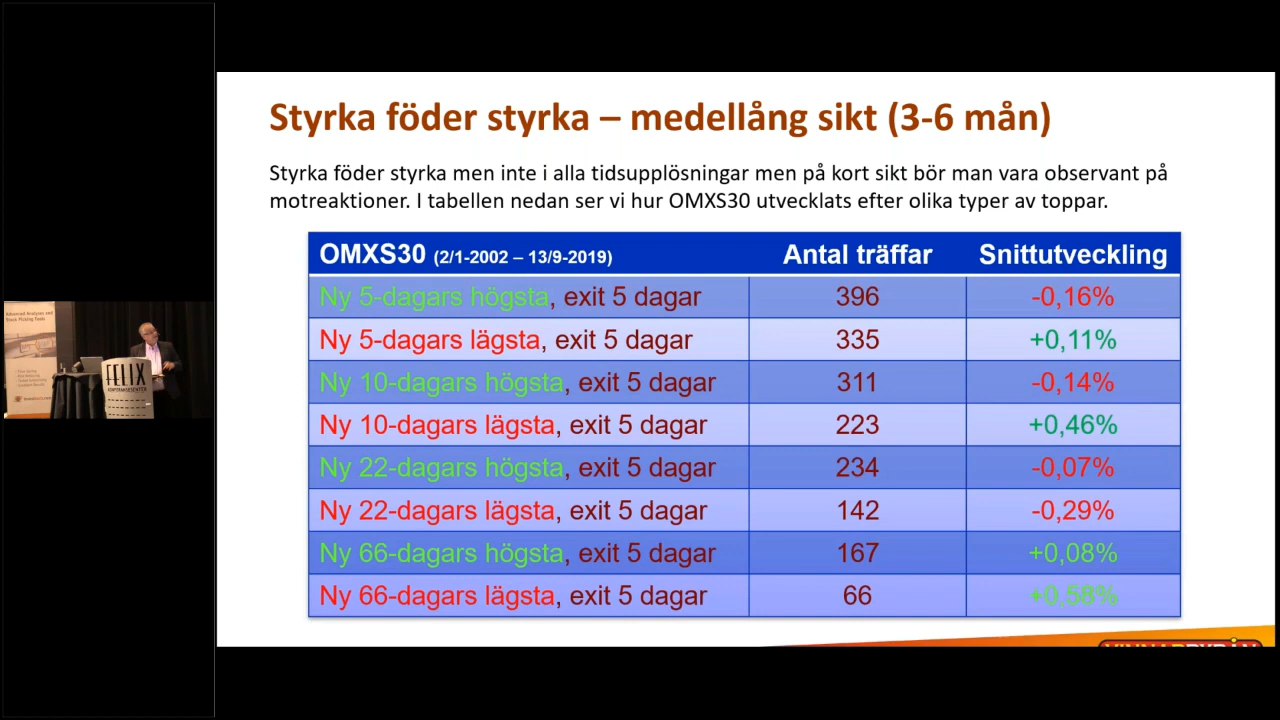 Styrka föder styrka – medellång sikt (3-6 mån)
Styrka föder styrka men inte i alla tidsupplösningar men på kort sikt bör man vara observant på
motreaktioner. I tabellen nedan ser vi hur OMXS30 utvecklats efter olika typer av toppar.
OMXS30 (2/1-2002 – 13/9-2019) Antal träffar Snittutveckling
Ny 5-dagars högsta, exit 5 dagar 396 -0,16%
Ny 5-dagars lägsta, exit 5 dagar 335 +0,11%
Ny 10-dagars högsta, exit 5 dagar 311 -0,14%
Ny 10-dagars lägsta, exit 5 dagar 223 +0,46%
Ny 22-dagars högsta, exit 5 dagar 234 -0,07%
Ny 22-dagars lägsta, exit 5 dagar 142 -0,29%
Ny 66-dagars högsta, exit 5 dagar 167 +0,08%
Ny 66-dagars lägsta, exit 5 dagar 66 +0,58%
Advanced Analyses and
Stock Picking Tools
FELIX